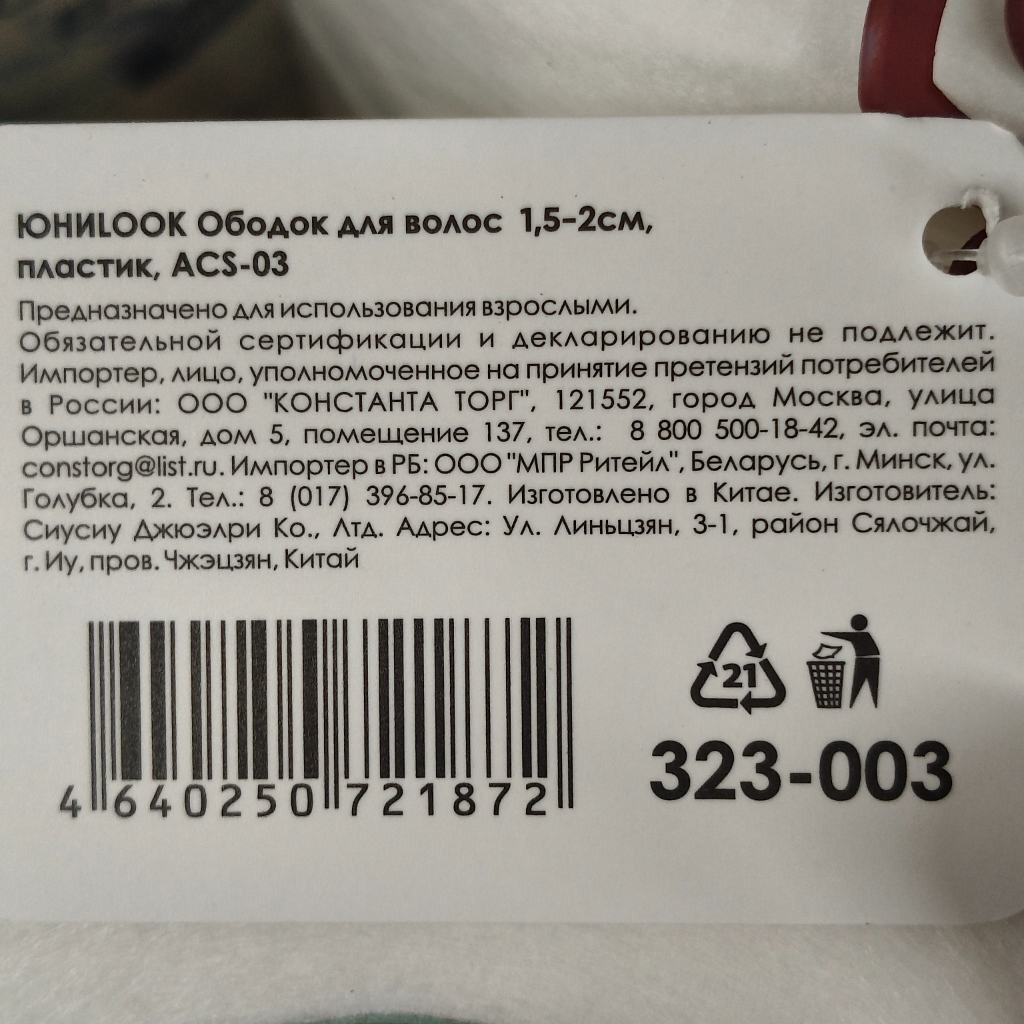 ЮНИLOOK Ободок для волос 1,5-2см,
пластик, ACS-03
Предназначено для использования взрослыми.
Обязательной сертификации и декларированию не подлежит.
Импортер, лицо, уполномоченное на принятие претензий потребителей
в России: ООО "КОНСТАНТА ТОРГ", 121552, город Москва, улица
Оршанская, дом 5, помещение 137, тел.: 8 800 500-18-42, эл. почта:
constorg@list.ru. Импортер в РБ: ООО "МПР Ритейл", Беларусь, г. Минск, ул.
Голубка, 2. Тел.: 8 (017) 396-85-17. Изготовлено в Китае. Изготовитель:
Сиусиу Джюэлри Ко., Лтд. Адрес: Ул. Линьцзян, 3-1, район Сялочжай,
г. Иу, пров. Чжэцзян, Китай
21
323-003
4 640250 721872